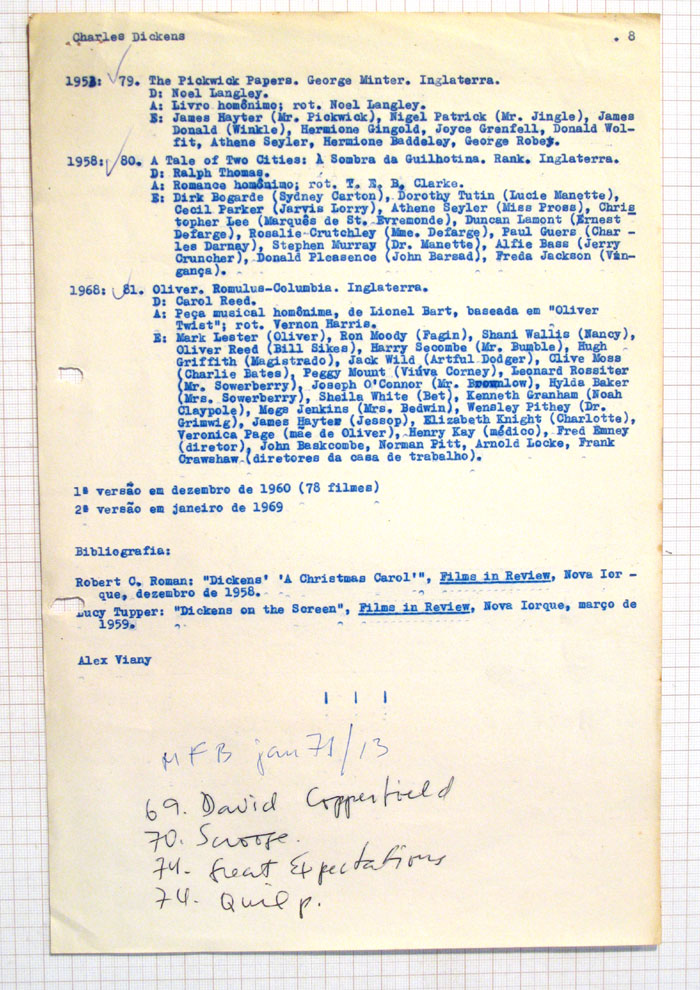 Charles Dickens . 8
1952: 79. The Pickwick Papers. George Minter. Inglaterra.
D: Noel Langley.
A: Livro homônimo; rot. Noel Langley.
E: James Hayter (Mr. Pickwick), Nigel Patrick (Mr. Jingle), James
Donald (Winkle), Hermione Gingold, Joyce Grenfell, Donald Wol-
fit, Athene Seyler, Hermione Baddeley, George Robey.
1958: 80. A Tale of Two Cities: À Sombra da Guilhotina. Rank. Inglaterra.
D: Ralph Thomas.
A: Romance homônimo; rot. T. E. B. Clarke.
E: Dirk Bogarde (Sydney Carton), Dorothy Tutin (Lucie Manette),
Cecil Parker (Jarvis Lorry), Athene Seyler (Miss Pross), Chris
topher Lee (Marquês de St. Evremonde), Duncan Lamont (Ernest
Defarge), Rosalie Crutchley (Mme. Defarge), Paul Guers (Char -
les Darnay), Stephen Murray (Dr. Manette), Alfie Bass (Jerry
Cruncher), Donald Pleasence (John Barsad), Freda Jackson (Vin-
gança).
1968: 81. Oliver. Romulus-Columbia. Inglaterra.
D: Carol Reed.
A: Peça musical homônima, de Lionel Bart, baseada em "Oliver
Twist"; rot. Vernon Harris.
E: Mark Lester (Oliver), Ron Moody (Fagin), Shani Wallis (Nancy),
Oliver Reed (Bill Sikes), Harry Secombe (Mr. Bumble), Hugh
Griffith (Magistrado), Jack Wild (Artful Dodger), Clive Moss
(Charlie Bates), Peggy Mount (Viúva Corney), Leonard Rossiter
(Mr. Sowerberry), Joseph O'Connor (Mr. Brownlow), Hylda Baker
(Mrs. Sowerberry), Sheila White (Bet), Kenneth Granham (Noah
Claypole), Megs Jenkins (Mrs. Bedwin), Wensley Pithey (Dr.
Grimwig), James Hayter (Jessop), Elizabeth Knight (Charlotte),
Veronica Page (mãe de Oliver), Henry Kay (médico), Fred Emney
(diretor), John Baskcombe, Norman Pitt, Arnold Locke, Frank
Crawshaw (diretores da casa de trabalho).
1ª versão em dezembro de 1960 (78 filmes)
2ª versão em janeiro de 1969
Bibliografia:
Robert C. Roman: "Dickens' 'A Christmas Carol'", Films in Review, Nova Ior -
que, dezembro de 1958.
Lucy Tupper: "Dickens on the Soreen", Films in Review, Nova Iorque, março de
1959.
Alex Viany
MFB jan 71/13
69. David Copperfield
70. Scrooge.
74. Great Expectations
74. Quilp.